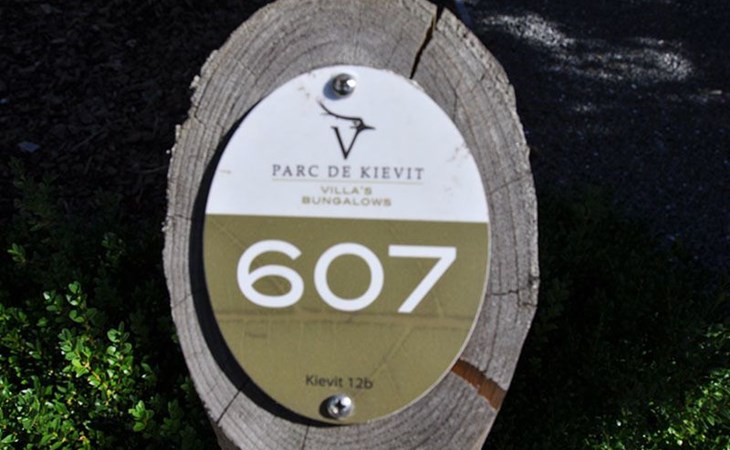 PARC DE KIEVIT
VILLA'S
BUNGALOWS
607
Kievit 12b